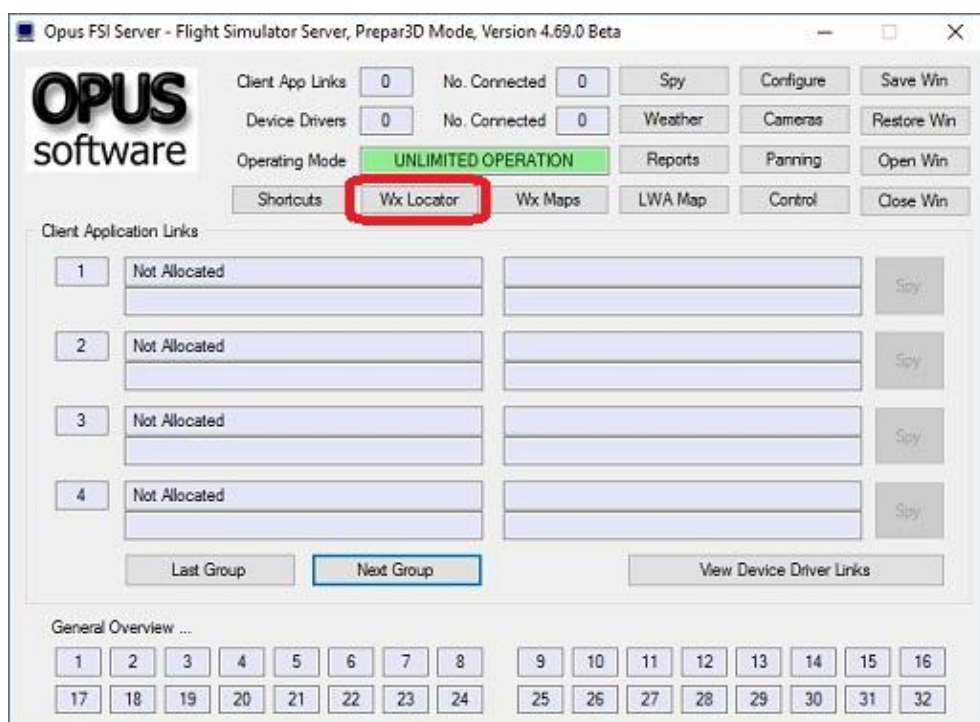 Opus FSI Server - Flight Simulator Server, Prepar3D Mode, Version 4.69.0 Beta
OPUS
software
Client App Links 0 No. Connected 0 Spy Configure Save Win
Device Drivers 0 No. Connected 0 Weather Cameras Restore Win
Operating Mode UNLIMITED OPERATION Reports Panning Open Win
Shortcuts Wx Locator Wx Maps LWA Map Control Close Win
Client Application Links
1 Not Allocated Spy
2 Not Allocated Spy
3 Not Allocated Spy
4 Not Allocated Spy
Last Group Next Group View Device Driver Links
General Overview ...
1 2 3 4 5 6 7 8 9 10 11 12 13 14 15 16
17 18 19 20 21 22 23 24 25 26 27 28 29 30 31 32